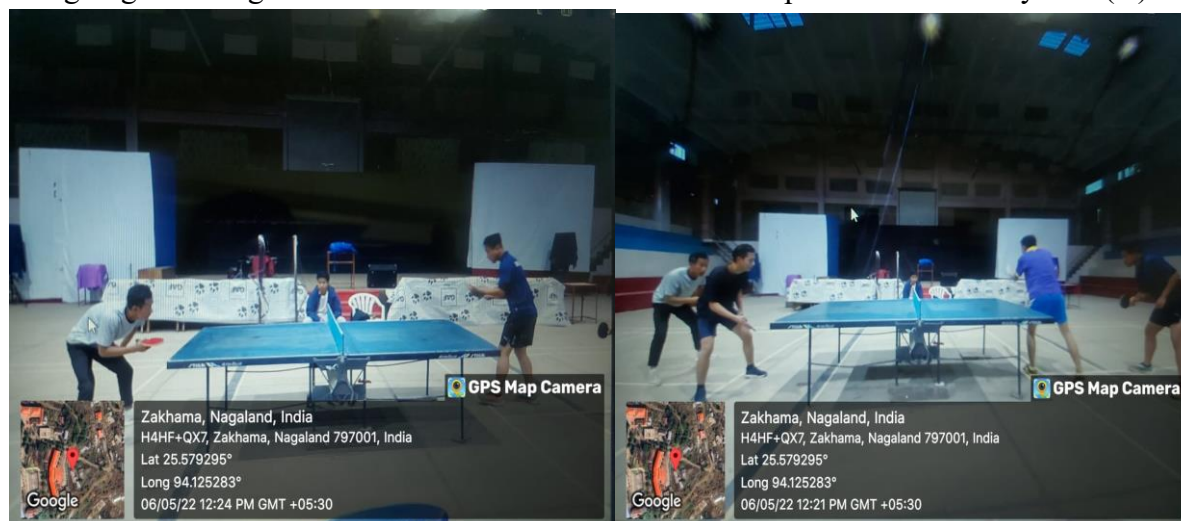 GPS Map Camera
Zakhama, Nagaland, India
H4HF+QX7, Zakhama, Nagaland 797001, India
Lat 25.579295°
Long 94.125283°
06/05/22 12:24 PM GMT +05:30
Google
GPS Map Camera
Zakhama, Nagaland, India
H4HF+QX7, Zakhama, Nagaland 797001, India
Lat 25.579295°
Long 94.125283°
06/05/22 12:21 PM GMT +05:30
Google